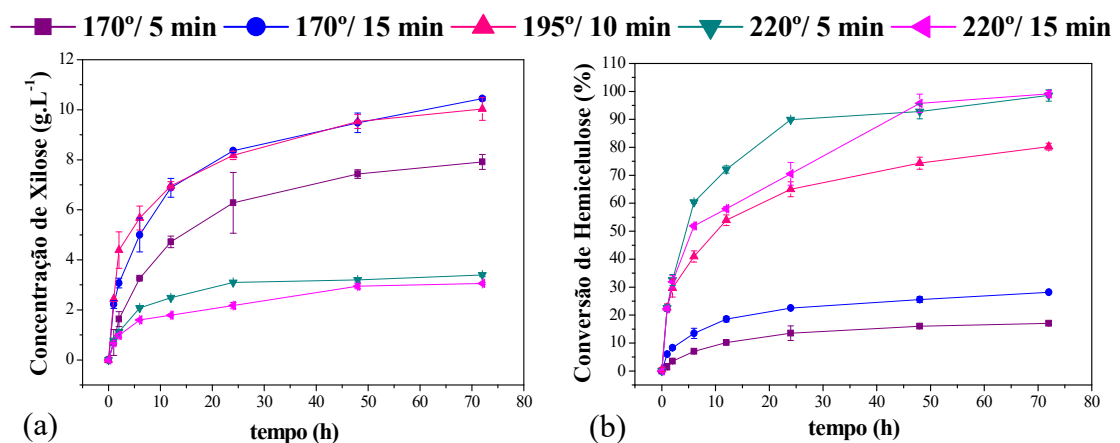 170º/ 5 min 170º/ 15 min 195º/ 10 min 220º/ 5 min 220º/ 15 min
Concentração de Xilose (g.L⁻¹)
12
10
8
6
4
2
0
0 10 20 30 40 50 60 70 80
tempo (h)
(a)
Conversão de Hemicelulose (%)
110
100
90
80
70
60
50
40
30
20
10
0
0 10 20 30 40 50 60 70 80
tempo (h)
(b)